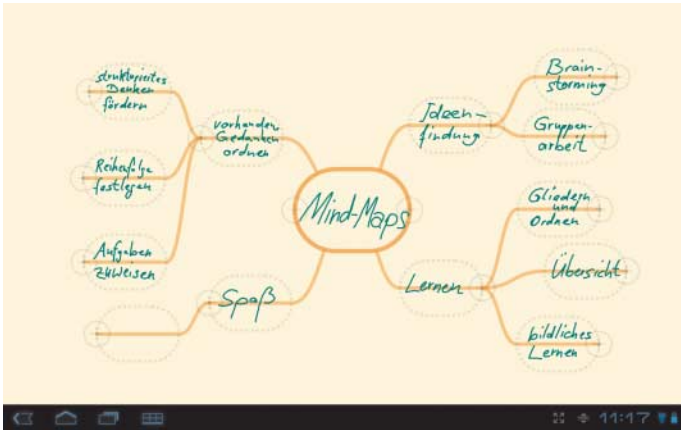 Mind-Maps
vorhanden
Gedanken
ordnen
strukturiertes
Denken
fördern
Reihenfolge
festlegen
Aufgaben
zuweisen
Spaß
Ideen-
findung
Brain-
storming
Gruppen-
arbeit
Lernen
Gliedern
und
Ordnen
Übersicht
bildliches
Lernen
11:17